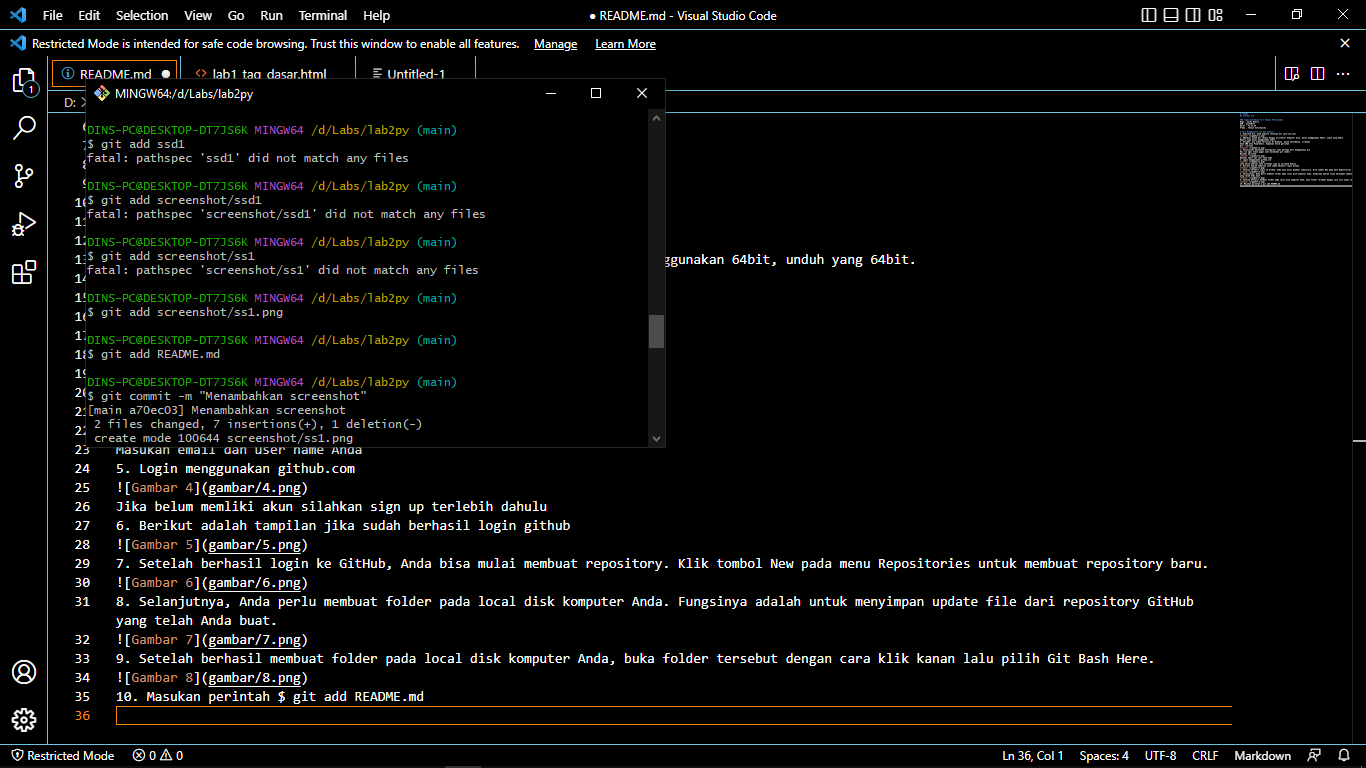 File Edit Selection View Go Run Terminal Help
● README.md - Visual Studio Code
Restricted Mode is intended for safe code browsing. Trust this window to enable all features. Manage Learn More
README.md ● lab1_tag_dasar.html Untitled-1
D:
MINGW64:/d/Labs/lab2py
DINS-PC@DESKTOP-DT7JS6K MINGW64 /d/Labs/lab2py (main)
$ git add ssd1
fatal: pathspec 'ssd1' did not match any files
DINS-PC@DESKTOP-DT7JS6K MINGW64 /d/Labs/lab2py (main)
$ git add screenshot/ssd1
fatal: pathspec 'screenshot/ssd1' did not match any files
DINS-PC@DESKTOP-DT7JS6K MINGW64 /d/Labs/lab2py (main)
$ git add screenshot/ss1
fatal: pathspec 'screenshot/ss1' did not match any files
DINS-PC@DESKTOP-DT7JS6K MINGW64 /d/Labs/lab2py (main)
$ git add screenshot/ss1.png
DINS-PC@DESKTOP-DT7JS6K MINGW64 /d/Labs/lab2py (main)
$ git add README.md
DINS-PC@DESKTOP-DT7JS6K MINGW64 /d/Labs/lab2py (main)
$ git commit -m "Menambahkan screenshot"
[main a70ec03] Menambahkan screenshot
2 files changed, 7 insertions(+), 1 deletion(-)
create mode 100644 screenshot/ss1.png
ggunakan 64bit, unduh yang 64bit.
23 Masukan email dan user name Anda
24 5. Login menggunakan github.com
25 ![Gambar 4](gambar/4.png)
26 Jika belum memliki akun silahkan sign up terlebih dahulu
27 6. Berikut adalah tampilan jika sudah berhasil login github
28 ![Gambar 5](gambar/5.png)
29 7. Setelah berhasil login ke GitHub, Anda bisa mulai membuat repository. Klik tombol New pada menu Repositories untuk membuat repository baru.
30 ![Gambar 6](gambar/6.png)
31 8. Selanjutnya, Anda perlu membuat folder pada local disk komputer Anda. Fungsinya adalah untuk menyimpan update file dari repository GitHub
yang telah Anda buat.
32 ![Gambar 7](gambar/7.png)
33 9. Setelah berhasil membuat folder pada local disk komputer Anda, buka folder tersebut dengan cara klik kanan lalu pilih Git Bash Here.
34 ![Gambar 8](gambar/8.png)
35 10. Masukan perintah $ git add README.md
36
Restricted Mode 0 0 Ln 36, Col 1 Spaces: 4 UTF-8 CRLF Markdown